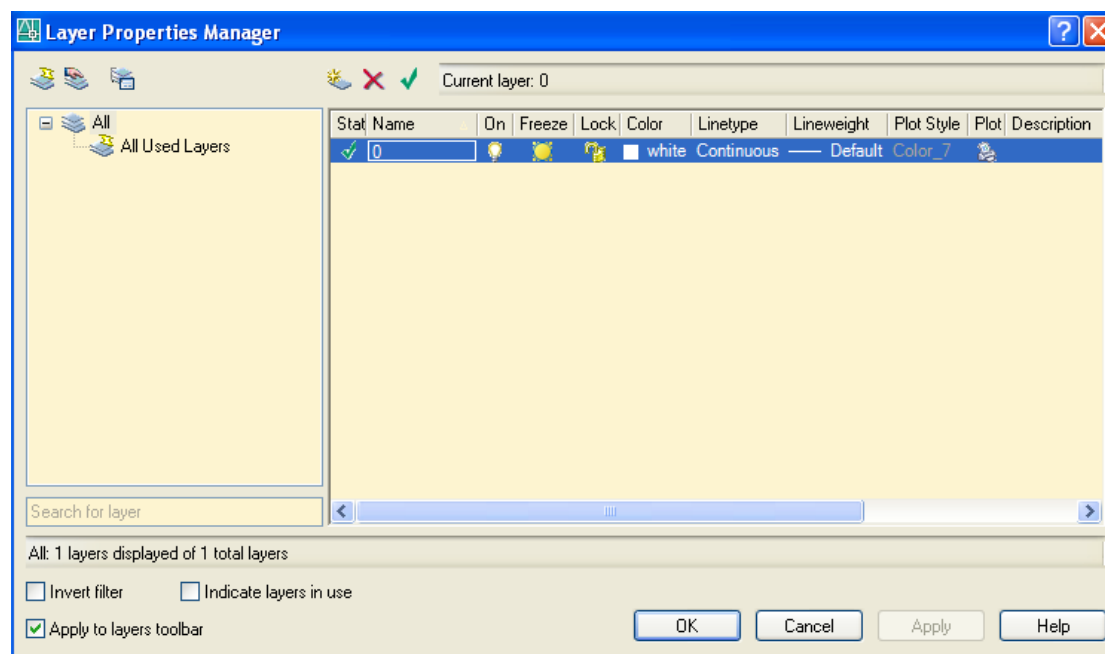 Layer Properties Manager
Current layer: 0
All
All Used Layers
Stat Name On Freeze Lock Color Linetype Lineweight Plot Style Plot Description
0 white Continuous Default Color_7
Search for layer
All: 1 layers displayed of 1 total layers
Invert filter Indicate layers in use
Apply to layers toolbar
OK Cancel Apply Help